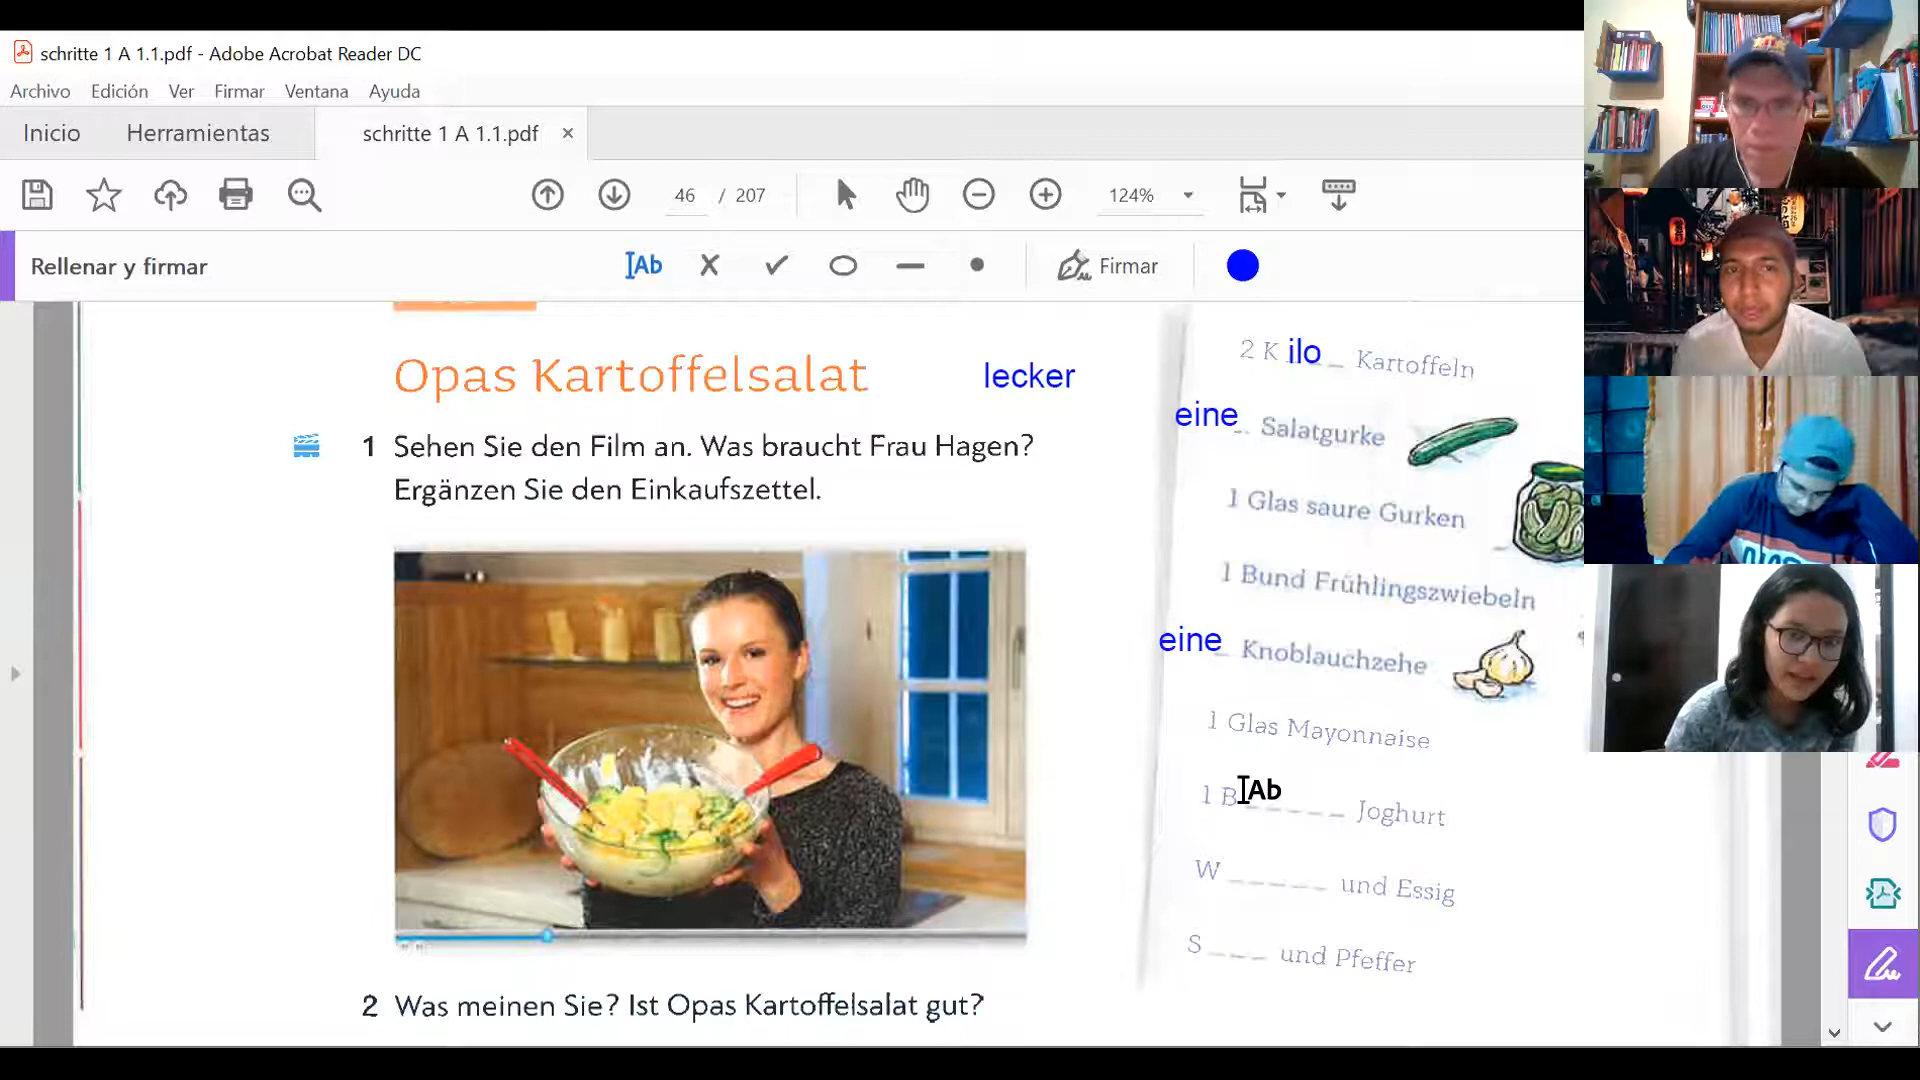 schritte 1 A 1.1.pdf - Adobe Acrobat Reader DC
Archivo Edición Ver Firmar Ventana Ayuda
Inicio Herramientas schritte 1 A 1.1.pdf ×
46 / 207 124%
Rellenar y firmar Ab Firmar
Opas Kartoffelsalat lecker
1 Sehen Sie den Film an. Was braucht Frau Hagen?
Ergänzen Sie den Einkaufszettel.
2 Was meinen Sie? Ist Opas Kartoffelsalat gut?
2 K ilo _ Kartoffeln
eine Salatgurke
1 Glas saure Gurken
1 Bund Frühlingszwiebeln
eine Knoblauchzehe
1 Glas Mayonnaise
1 B Ab _ _ _ _ _ Joghurt
W _ _ _ _ _ und Essig
S _ _ _ und Pfeffer